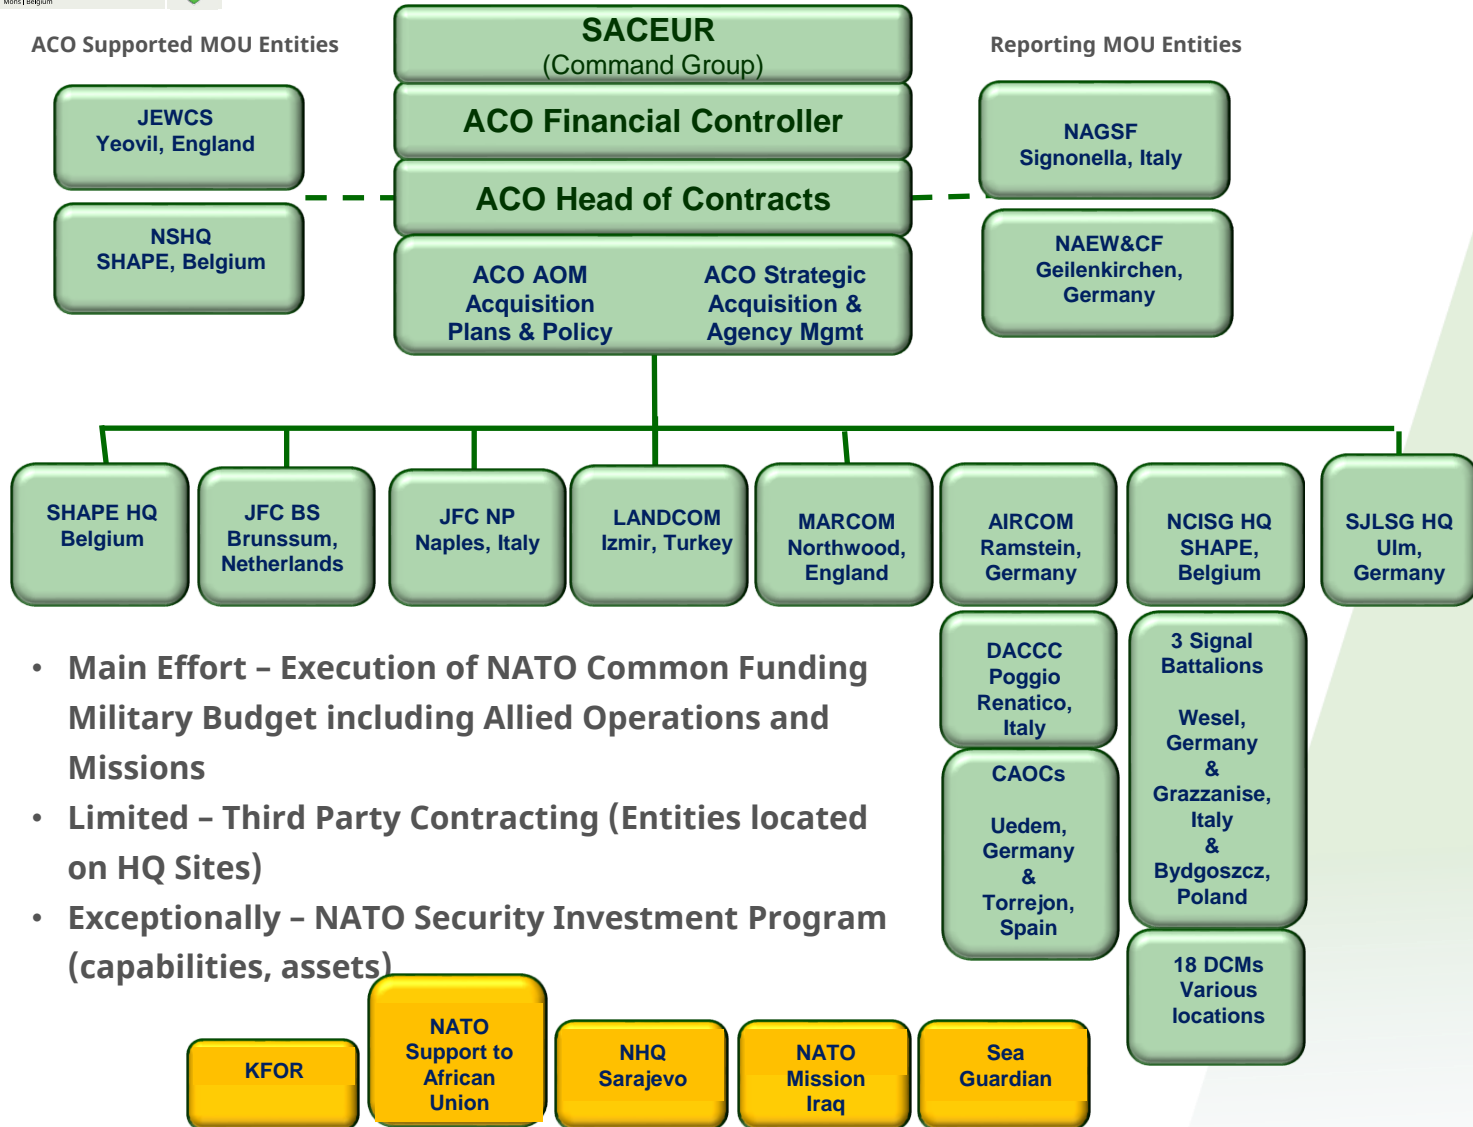 Mons | Belgium
ACO Supported MOU Entities
SACEUR
(Command Group)
Reporting MOU Entities
JEWCS
Yeovil, England
ACO Financial Controller
NAGSF
Signonella, Italy
ACO Head of Contracts
NSHQ
SHAPE, Belgium
NAEW&CF
Geilenkirchen,
Germany
ACO AOM
Acquisition
Plans & Policy
ACO Strategic
Acquisition &
Agency Mgmt
SHAPE HQ
Belgium
JFC BS
Brunssum,
Netherlands
JFC NP
Naples, Italy
LANDCOM
Izmir, Turkey
MARCOM
Northwood,
England
AIRCOM
Ramstein,
Germany
NCISG HQ
SHAPE,
Belgium
SJLSG HQ
Ulm,
Germany
• Main Effort – Execution of NATO Common Funding
Military Budget including Allied Operations and
Missions
• Limited – Third Party Contracting (Entities located
on HQ Sites)
• Exceptionally – NATO Security Investment Program
(capabilities, assets)
DACCC
Poggio
Renatico,
Italy
CAOCs
Uedem,
Germany
&
Torrejon,
Spain
3 Signal
Battalions
Wesel,
Germany
&
Grazzanise,
Italy
&
Bydgoszcz,
Poland
18 DCMs
Various
locations
KFOR
NATO
Support to
African
Union
NHQ
Sarajevo
NATO
Mission
Iraq
Sea
Guardian